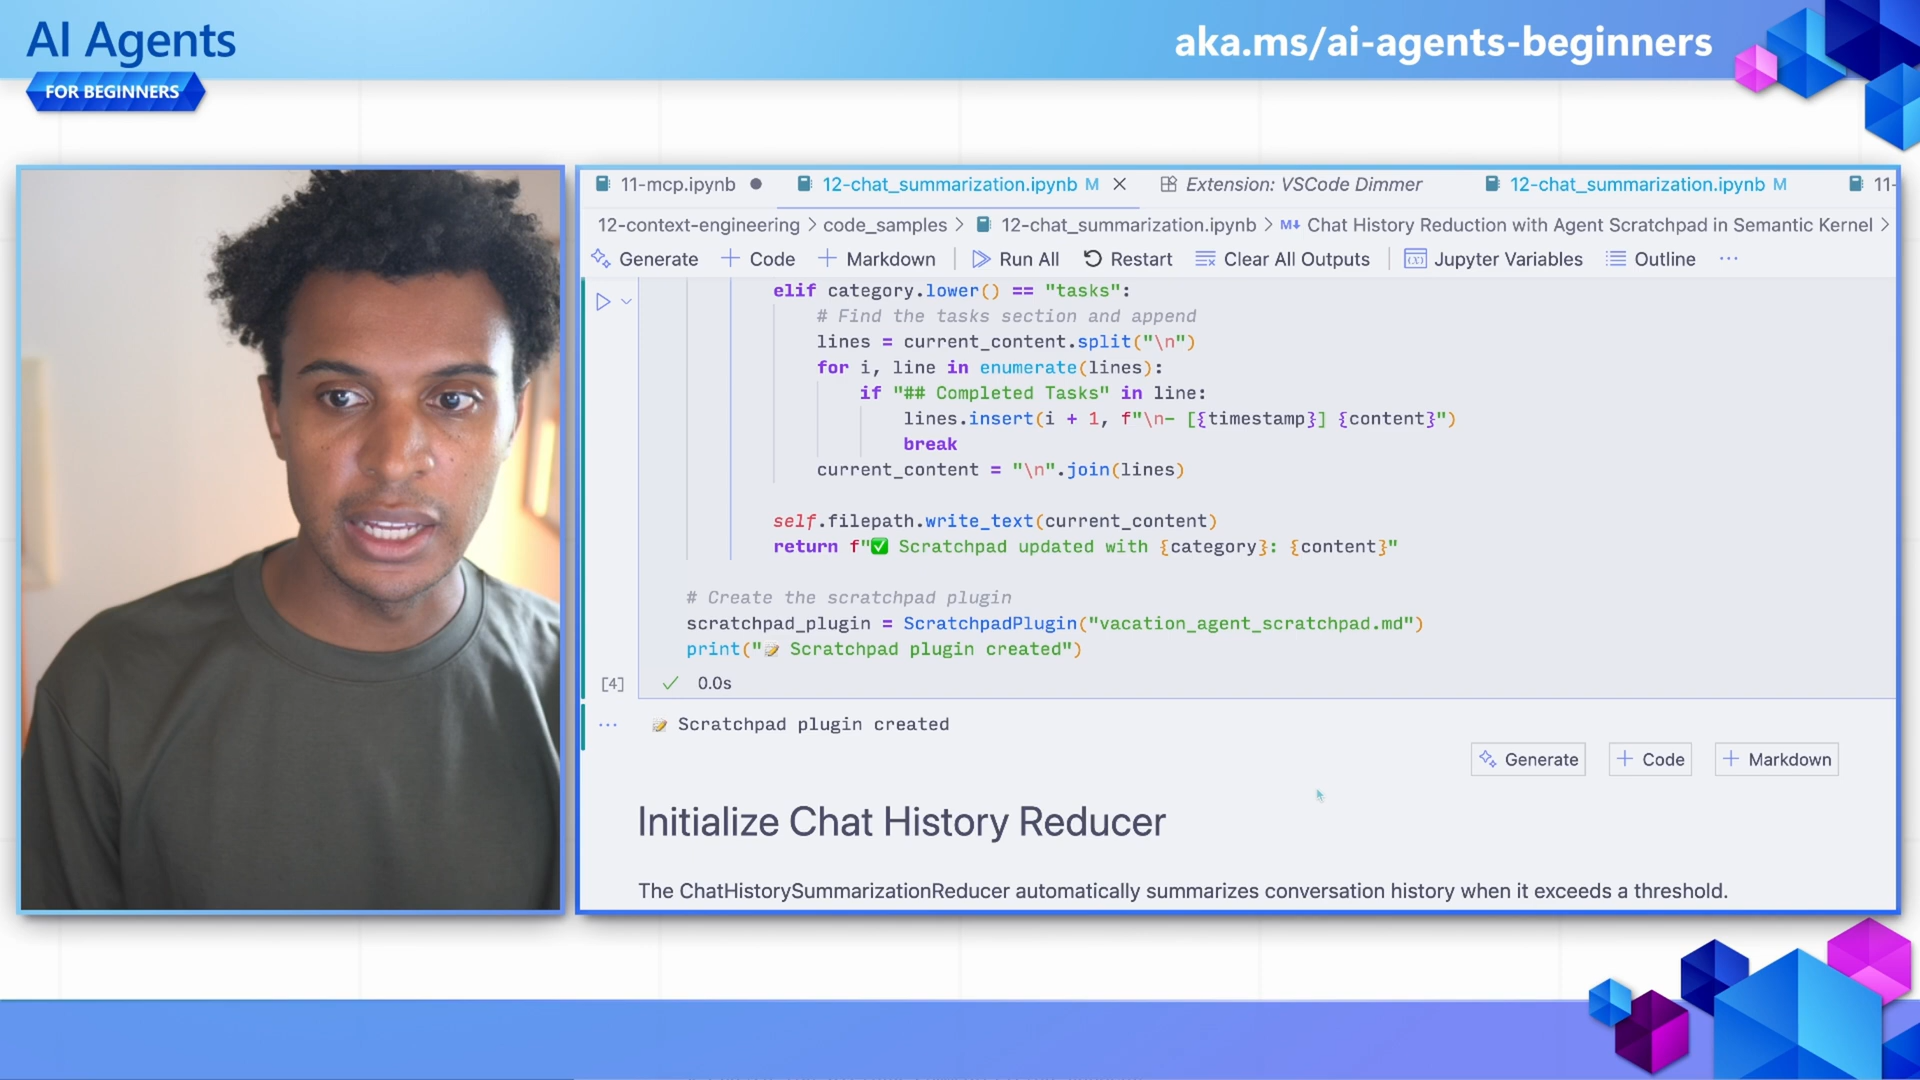 AI Agents
FOR BEGINNERS
aka.ms/ai-agents-beginners
11-mcp.ipynb ● 12-chat_summarization.ipynb M × Extension: VSCode Dimmer 12-chat_summarization.ipynb M 11-
12-context-engineering > code_samples > 12-chat_summarization.ipynb > M↓ Chat History Reduction with Agent Scratchpad in Semantic Kernel >
Generate + Code + Markdown | Run All Restart Clear All Outputs | Jupyter Variables Outline ···
elif category.lower() == "tasks":
# Find the tasks section and append
lines = current_content.split("\n")
for i, line in enumerate(lines):
if "## Completed Tasks" in line:
lines.insert(i + 1, f"\n- [{timestamp}] {content}")
break
current_content = "\n".join(lines)
self.filepath.write_text(current_content)
return f"✅ Scratchpad updated with {category}: {content}"
# Create the scratchpad plugin
scratchpad_plugin = ScratchpadPlugin("vacation_agent_scratchpad.md")
print("📝 Scratchpad plugin created")
[4] ✓ 0.0s
··· 📝 Scratchpad plugin created
Generate + Code + Markdown
Initialize Chat History Reducer
The ChatHistorySummarizationReducer automatically summarizes conversation history when it exceeds a threshold.